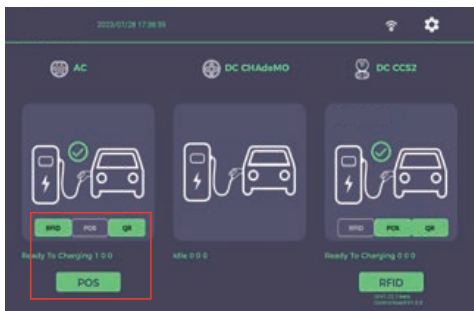 2023/01/28 17:36:59
AC
DC CHAdeMO
DC CCS2
RFID POS QR
RFID POS QR
Ready To Charging 1 0 0
Idle 0 0 0
Ready To Charging 0 0 0
POS
RFID